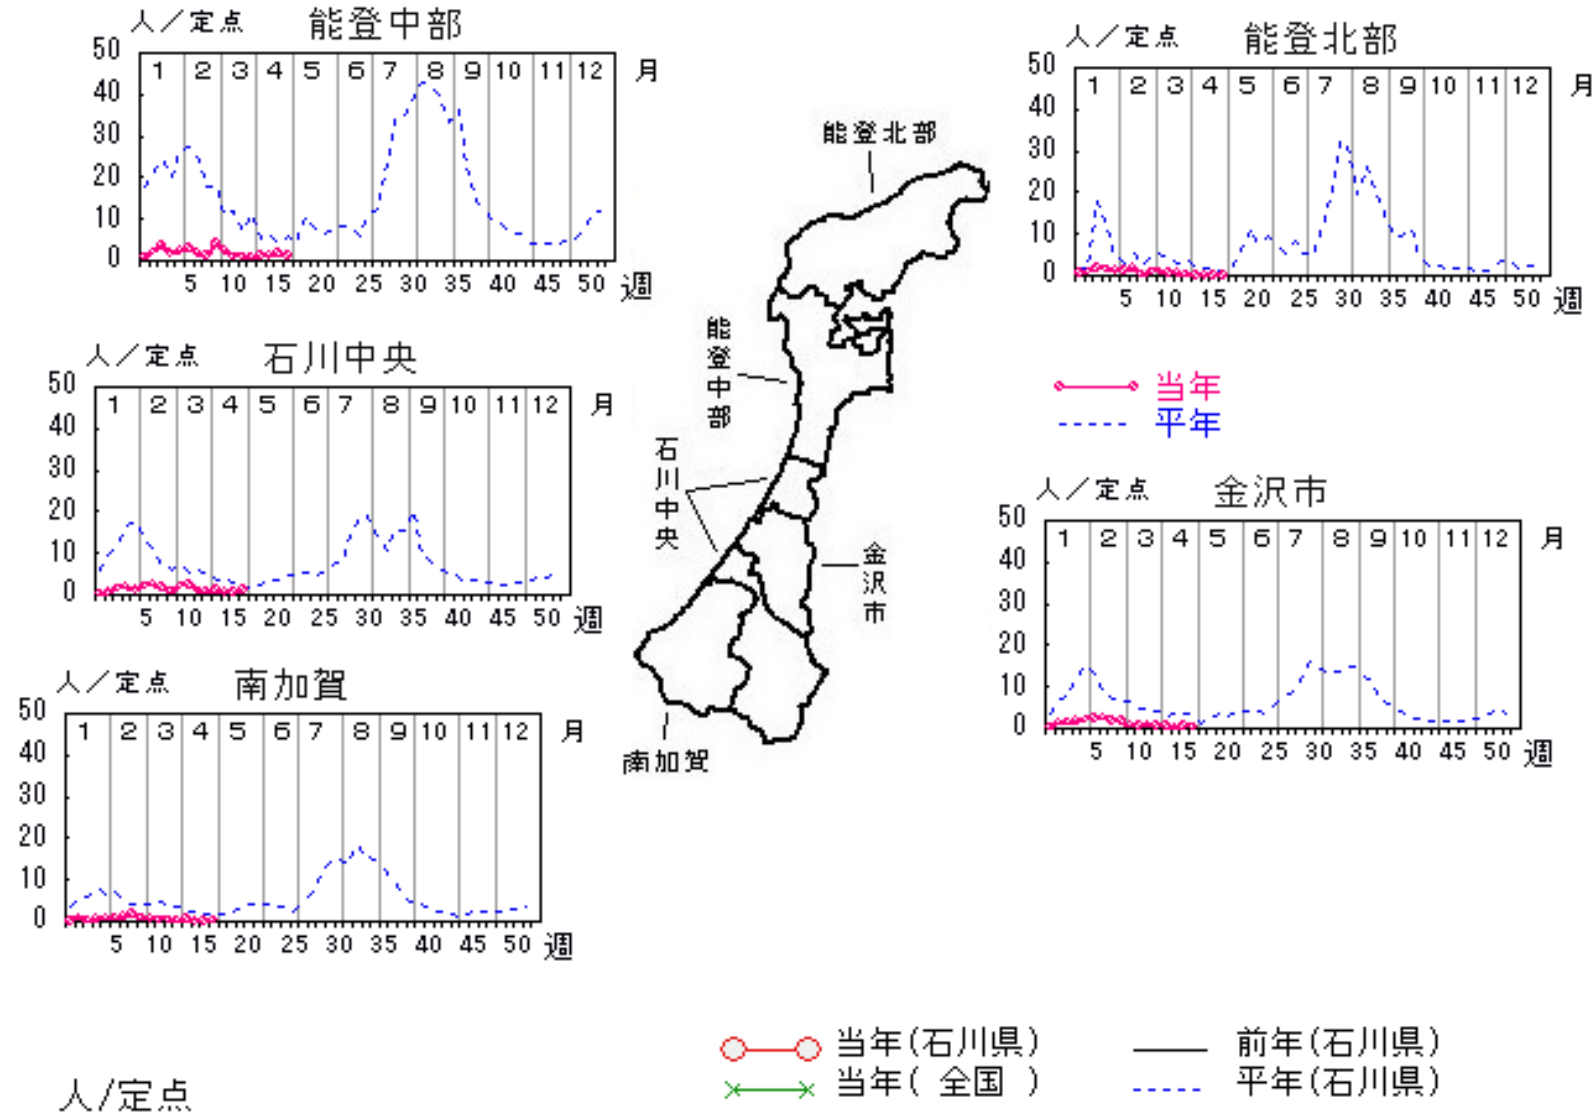 人／定点 能登中部
50 40 30 20 10 0
1 2 3 4 5 6 7 8 9 10 11 12 月
5 10 15 20 25 30 35 40 45 50 週
人／定点 能登北部
50 40 30 20 10 0
1 2 3 4 5 6 7 8 9 10 11 12 月
5 10 15 20 25 30 35 40 45 50 週
能登北部
能登中部
石川中央
金沢市
南加賀
当年
平年
人／定点 石川中央
50 40 30 20 10 0
1 2 3 4 5 6 7 8 9 10 11 12 月
5 10 15 20 25 30 35 40 45 50 週
人／定点 金沢市
50 40 30 20 10 0
1 2 3 4 5 6 7 8 9 10 11 12 月
5 10 15 20 25 30 35 40 45 50 週
人／定点 南加賀
50 40 30 20 10 0
1 2 3 4 5 6 7 8 9 10 11 12 月
5 10 15 20 25 30 35 40 45 50 週
当年(石川県) 前年(石川県)
当年( 全国 ) 平年(石川県)
人/定点